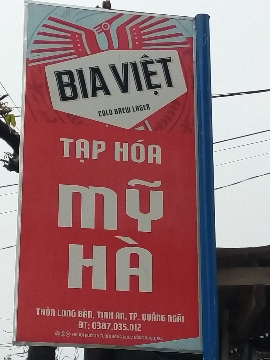 BIA VIỆT
COLD BREW LAGER
TẠP HÓA
MỸ
HÀ
THÔN LONG BÀN, TỊNH AN, TP. QUẢNG NGÃI
ĐT: 0387.035.012